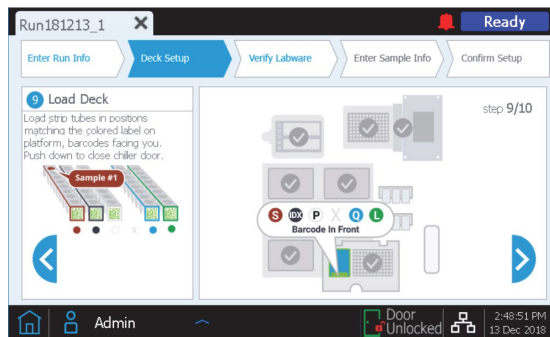 Run181213_1
Ready
Enter Run Info
Deck Setup
Verify Labware
Enter Sample Info
Confirm Setup
9 Load Deck
Load strip tubes in positions
matching the colored label on
platform, barcodes facing you.
Push down to close chiller door.
Sample #1
X
step 9/10
S IDX P X Q L
Barcode In Front
Admin
Door
Unlocked
2:48:51 PM
13 Dec 2018